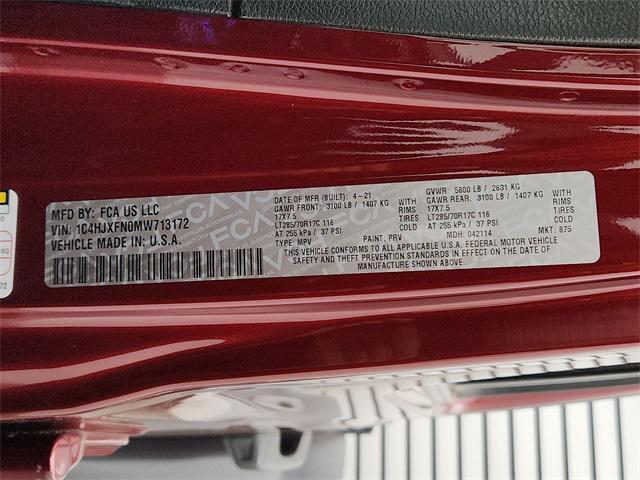 MFD BY: FCA US LLC
VIN: 1C4HJXFN0MW713172
VEHICLE MADE IN U.S.A.
DATE OF MFR (BUILT): 4-21
GAWR FRONT: 3100 LB / 1407 KG
17X7.5 RIMS
LT285/70R17C 116 TIRES
AT 255 kPa / 37 PSI COLD
TYPE: MPV PAINT: PRV
GVWR: 5800 LB / 2631 KG
GAWR REAR: 3100 LB / 1407 KG
17X7.5 RIMS
LT285/70R17C 116 TIRES
AT 255 kPa / 37 PSI COLD
MDH: 042114 MKT: 875
THIS VEHICLE CONFORMS TO ALL APPLICABLE U.S.A. FEDERAL MOTOR VEHICLE
SAFETY AND THEFT PREVENTION STANDARDS IN EFFECT ON THE DATE OF
MANUFACTURE SHOWN ABOVE